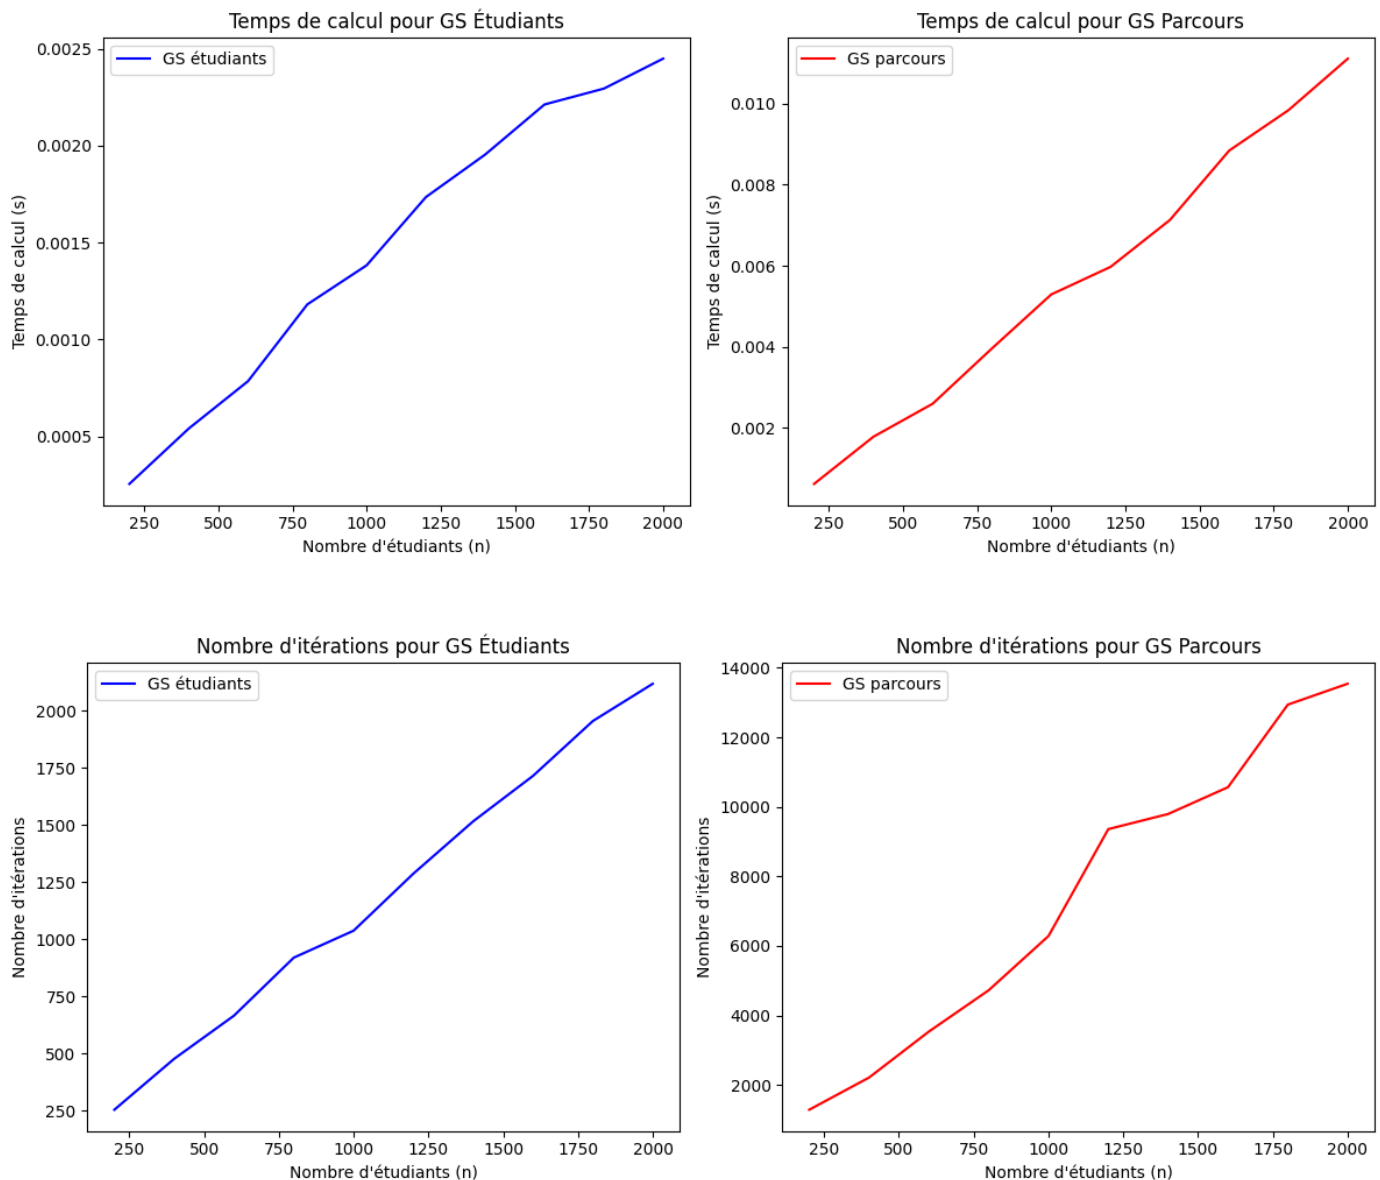 Temps de calcul pour GS Étudiants
GS étudiants
0.0025
0.0020
0.0015
0.0010
0.0005
Temps de calcul (s)
250 500 750 1000 1250 1500 1750 2000
Nombre d'étudiants (n)
Temps de calcul pour GS Parcours
GS parcours
0.010
0.008
0.006
0.004
0.002
Temps de calcul (s)
250 500 750 1000 1250 1500 1750 2000
Nombre d'étudiants (n)
Nombre d'itérations pour GS Étudiants
GS étudiants
2000
1750
1500
1250
1000
750
500
250
Nombre d'itérations
250 500 750 1000 1250 1500 1750 2000
Nombre d'étudiants (n)
Nombre d'itérations pour GS Parcours
GS parcours
14000
12000
10000
8000
6000
4000
2000
Nombre d'itérations
250 500 750 1000 1250 1500 1750 2000
Nombre d'étudiants (n)